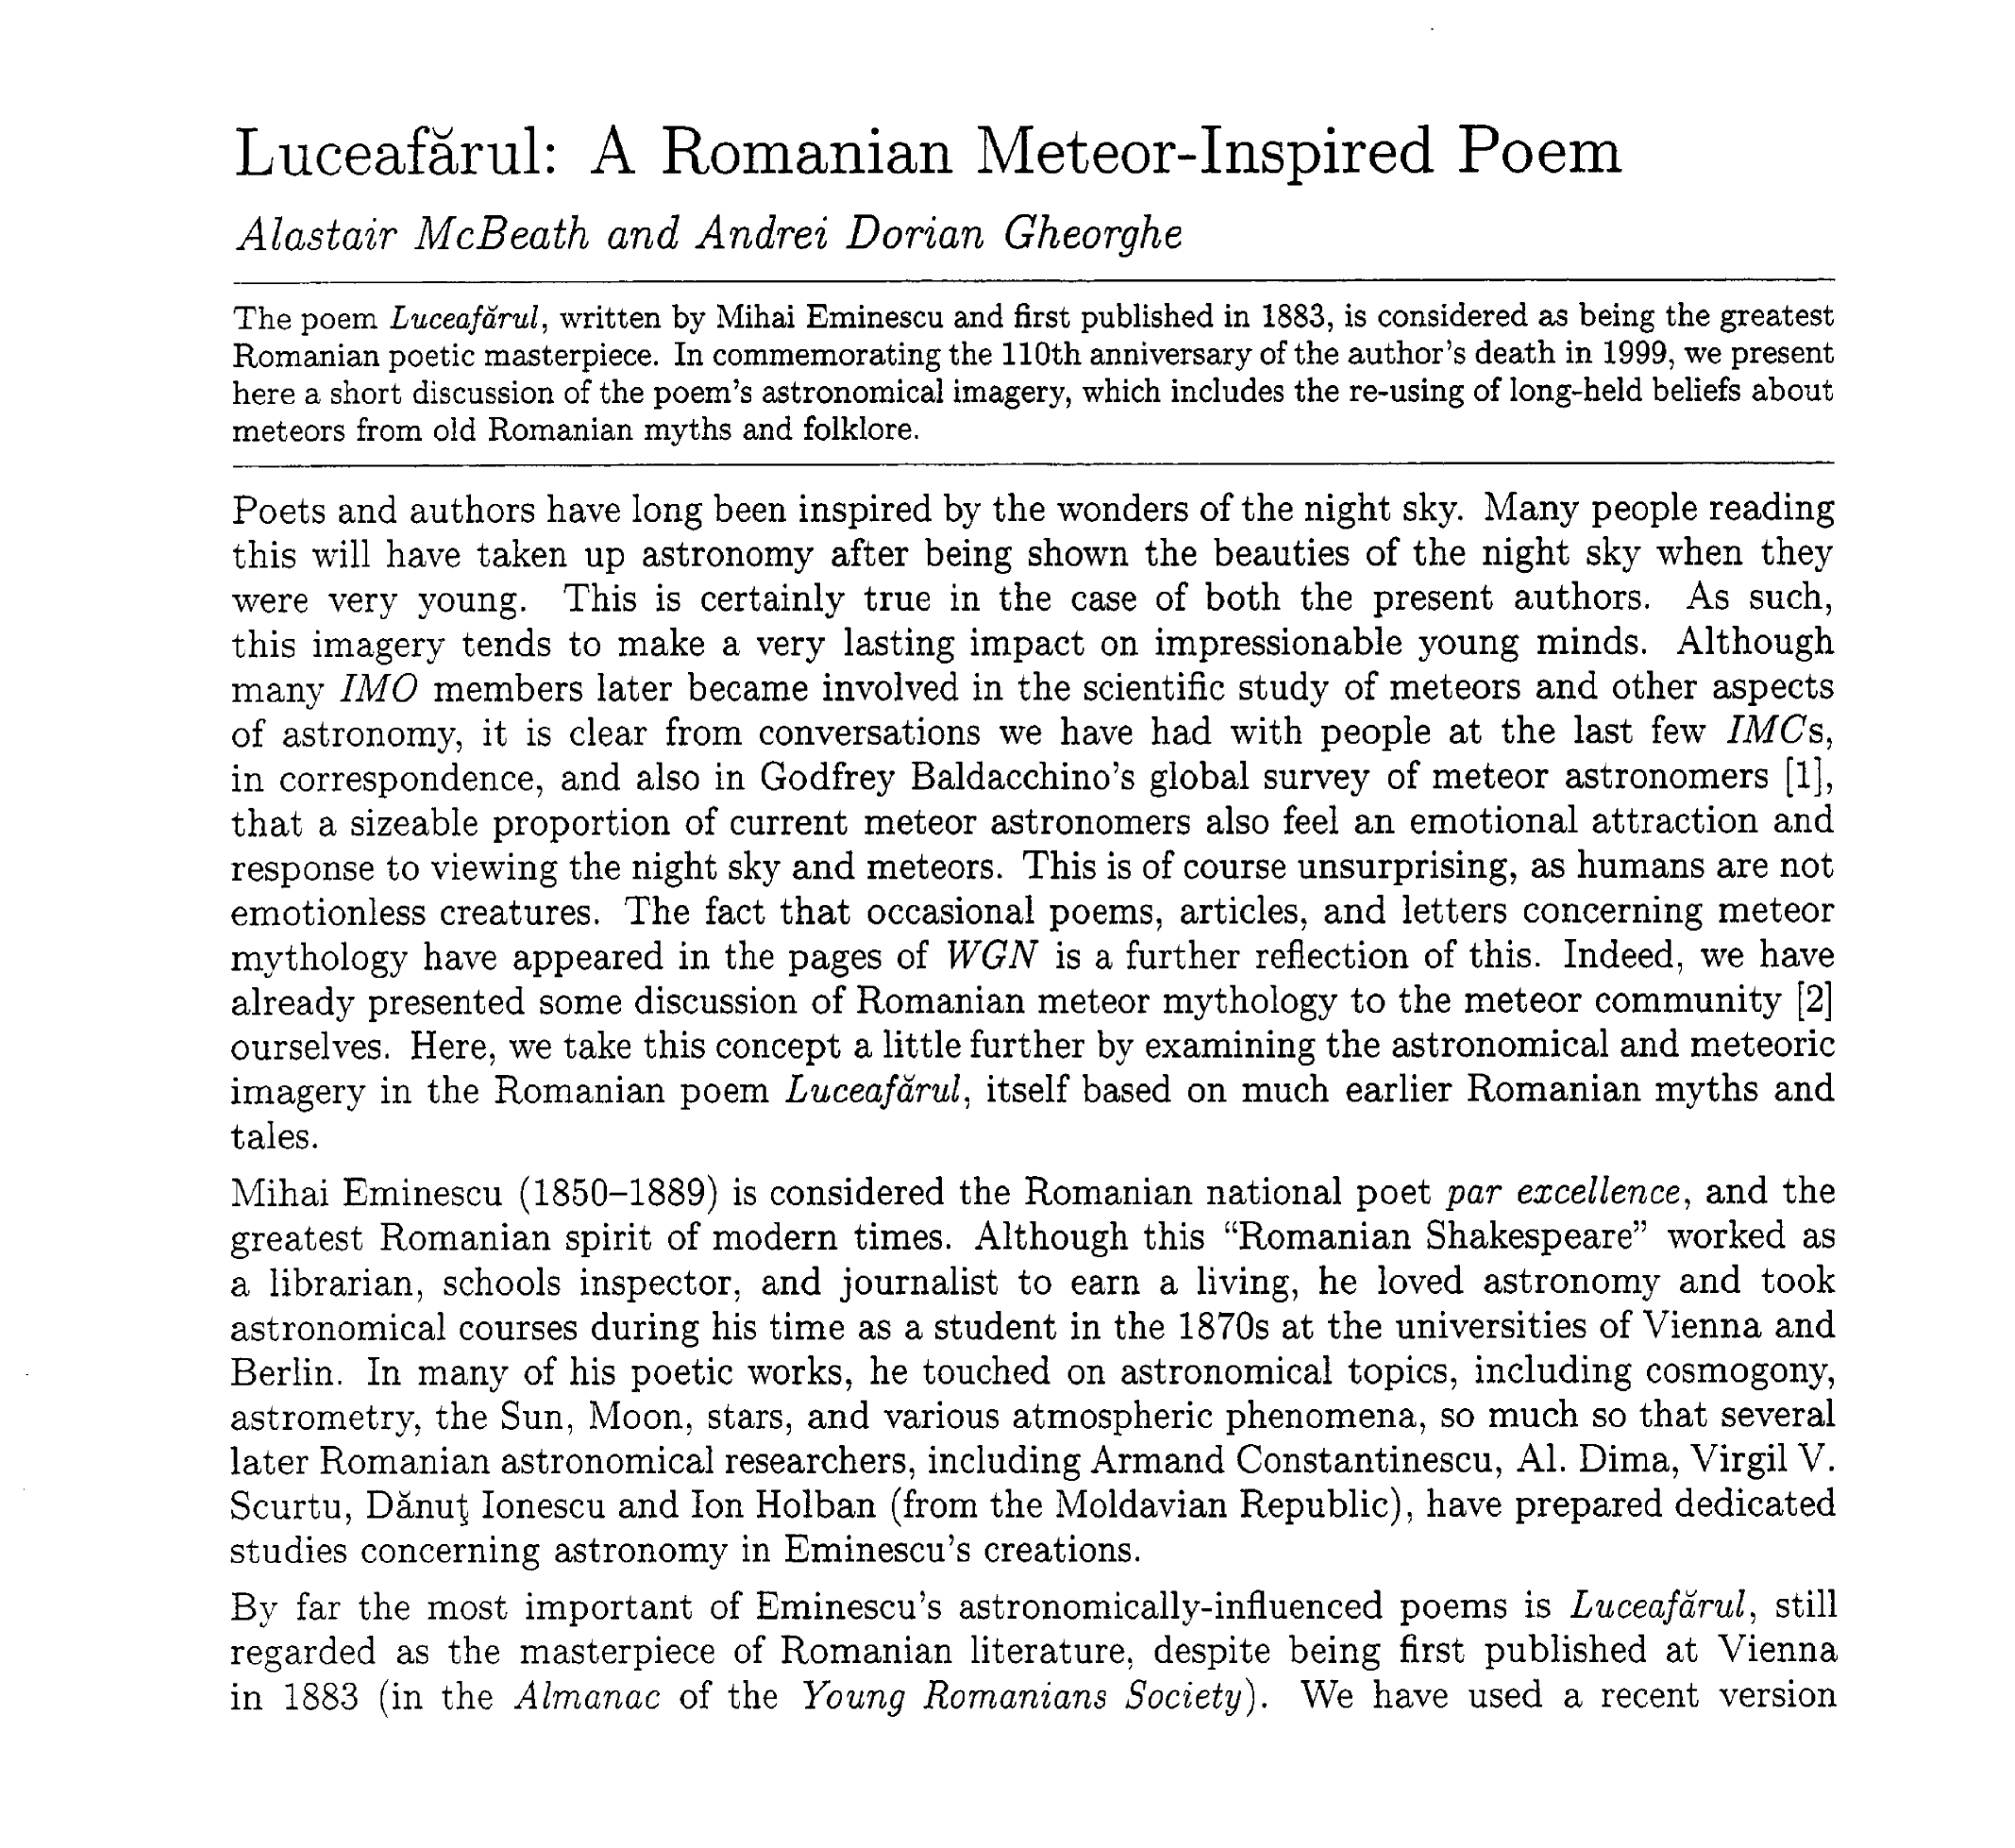 Luceafărul: A Romanian Meteor-Inspired Poem
Alastair McBeath and Andrei Dorian Gheorghe
The poem Luceafărul, written by Mihai Eminescu and first published in 1883, is considered as being the greatest
Romanian poetic masterpiece. In commemorating the 110th anniversary of the author's death in 1999, we present
here a short discussion of the poem's astronomical imagery, which includes the re-using of long-held beliefs about
meteors from old Romanian myths and folklore.
Poets and authors have long been inspired by the wonders of the night sky. Many people reading
this will have taken up astronomy after being shown the beauties of the night sky when they
were very young. This is certainly true in the case of both the present authors. As such,
this imagery tends to make a very lasting impact on impressionable young minds. Although
many IMO members later became involved in the scientific study of meteors and other aspects
of astronomy, it is clear from conversations we have had with people at the last few IMCs,
in correspondence, and also in Godfrey Baldacchino's global survey of meteor astronomers [1],
that a sizeable proportion of current meteor astronomers also feel an emotional attraction and
response to viewing the night sky and meteors. This is of course unsurprising, as humans are not
emotionless creatures. The fact that occasional poems, articles, and letters concerning meteor
mythology have appeared in the pages of WGN is a further reflection of this. Indeed, we have
already presented some discussion of Romanian meteor mythology to the meteor community [2]
ourselves. Here, we take this concept a little further by examining the astronomical and meteoric
imagery in the Romanian poem Luceafărul, itself based on much earlier Romanian myths and
tales.
Mihai Eminescu (1850–1889) is considered the Romanian national poet par excellence, and the
greatest Romanian spirit of modern times. Although this "Romanian Shakespeare" worked as
a librarian, schools inspector, and journalist to earn a living, he loved astronomy and took
astronomical courses during his time as a student in the 1870s at the universities of Vienna and
Berlin. In many of his poetic works, he touched on astronomical topics, including cosmogony,
astrometry, the Sun, Moon, stars, and various atmospheric phenomena, so much so that several
later Romanian astronomical researchers, including Armand Constantinescu, Al. Dima, Virgil V.
Scurtu, Dănuţ Ionescu and Ion Holban (from the Moldavian Republic), have prepared dedicated
studies concerning astronomy in Eminescu's creations.
By far the most important of Eminescu's astronomically-influenced poems is Luceafărul, still
regarded as the masterpiece of Romanian literature, despite being first published at Vienna
in 1883 (in the Almanac of the Young Romanians Society). We have used a recent version